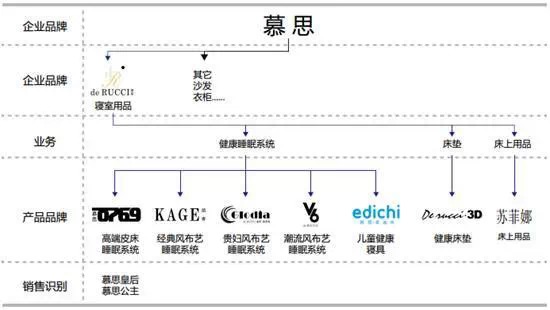 企业品牌
慕思
企业品牌
R
de RUCCI
寝室用品
其它
沙发
衣柜......
业务
健康睡眠系统
床垫
床上用品
产品品牌
0769
高端皮床
睡眠系统
KAGE
经典风布艺
睡眠系统
Glodia
贵妇风布艺
睡眠系统
V6
潮流风布艺
睡眠系统
edichi
儿童健康
寝具
Derucci·3D
健康床垫
苏菲娜
床上用品
销售识别
慕思皇后
慕思公主